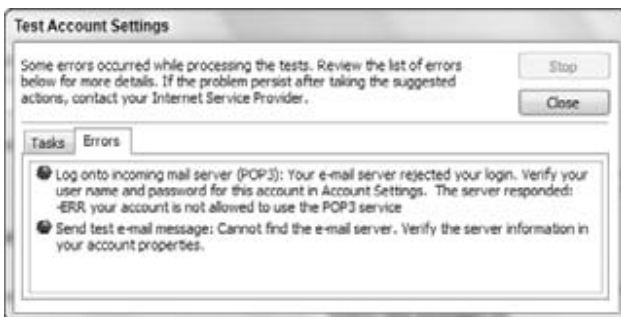 Test Account Settings
Some errors occurred while processing the tests. Review the list of errors
below for more details. If the problem persist after taking the suggested
actions, contact your Internet Service Provider.
Stop
Close
Tasks
Errors
Log onto incoming mail server (POP3): Your e-mail server rejected your login. Verify your
user name and password for this account in Account Settings. The server responded:
-ERR your account is not allowed to use the POP3 service
Send test e-mail message: Cannot find the e-mail server. Verify the server information in
your account properties.